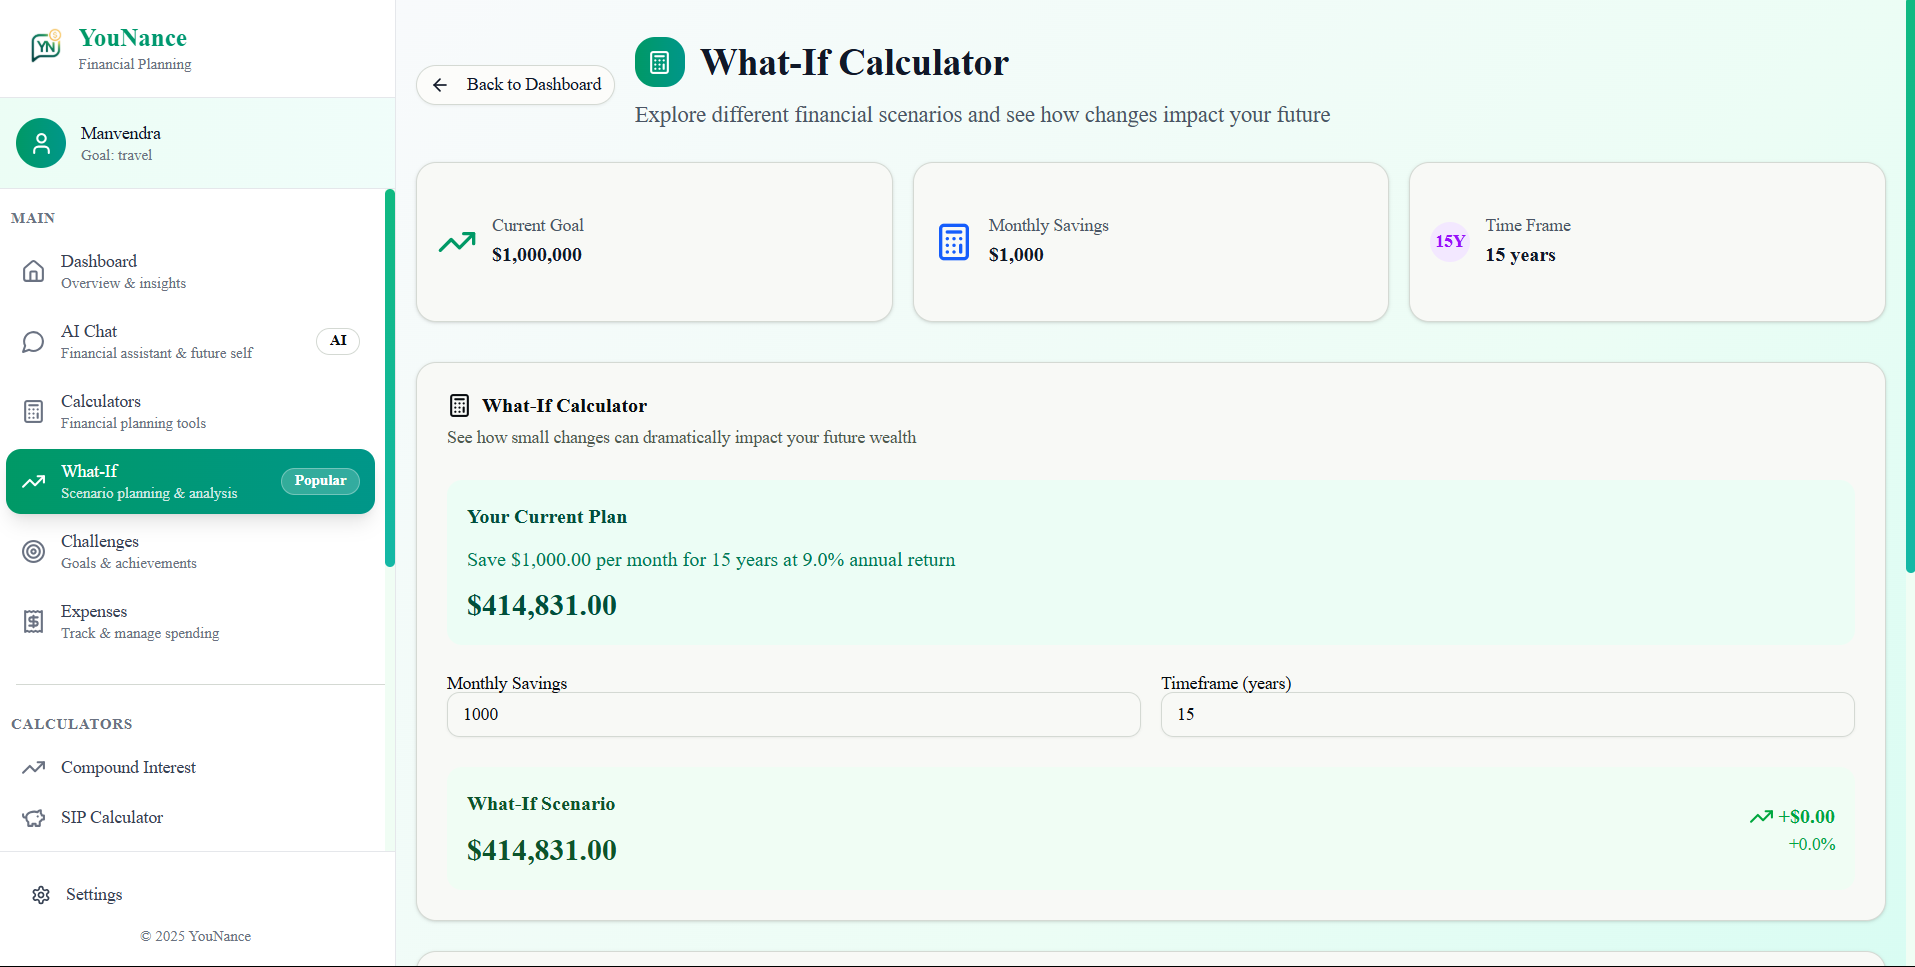 YN
YouNance
Financial Planning
Manvendra
Goal: travel
MAIN
Dashboard
Overview & insights
AI Chat
Financial assistant & future self
AI
Calculators
Financial planning tools
What-If
Scenario planning & analysis
Popular
Challenges
Goals & achievements
Expenses
Track & manage spending
CALCULATORS
Compound Interest
SIP Calculator
Settings
© 2025 YouNance
Back to Dashboard
What-If Calculator
Explore different financial scenarios and see how changes impact your future
Current Goal
$1,000,000
Monthly Savings
$1,000
15Y
Time Frame
15 years
What-If Calculator
See how small changes can dramatically impact your future wealth
Your Current Plan
Save $1,000.00 per month for 15 years at 9.0% annual return
$414,831.00
Monthly Savings
1000
Timeframe (years)
15
What-If Scenario
$414,831.00
+$0.00
+0.0%